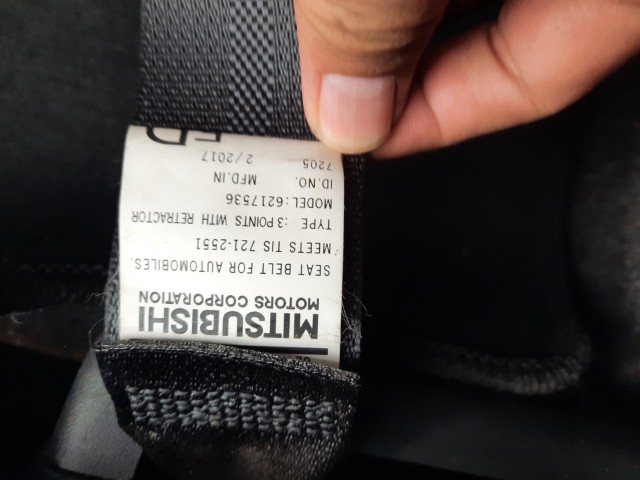 MITSUBISHI
MOTORS CORPORATION
SEAT BELT FOR AUTOMOBILES.
MEETS TIS 721-2551
TYPE :3 POINTS WITH RETRACTOR
MODEL:6217536
ID.NO. MFD.IN
7205 2/2017